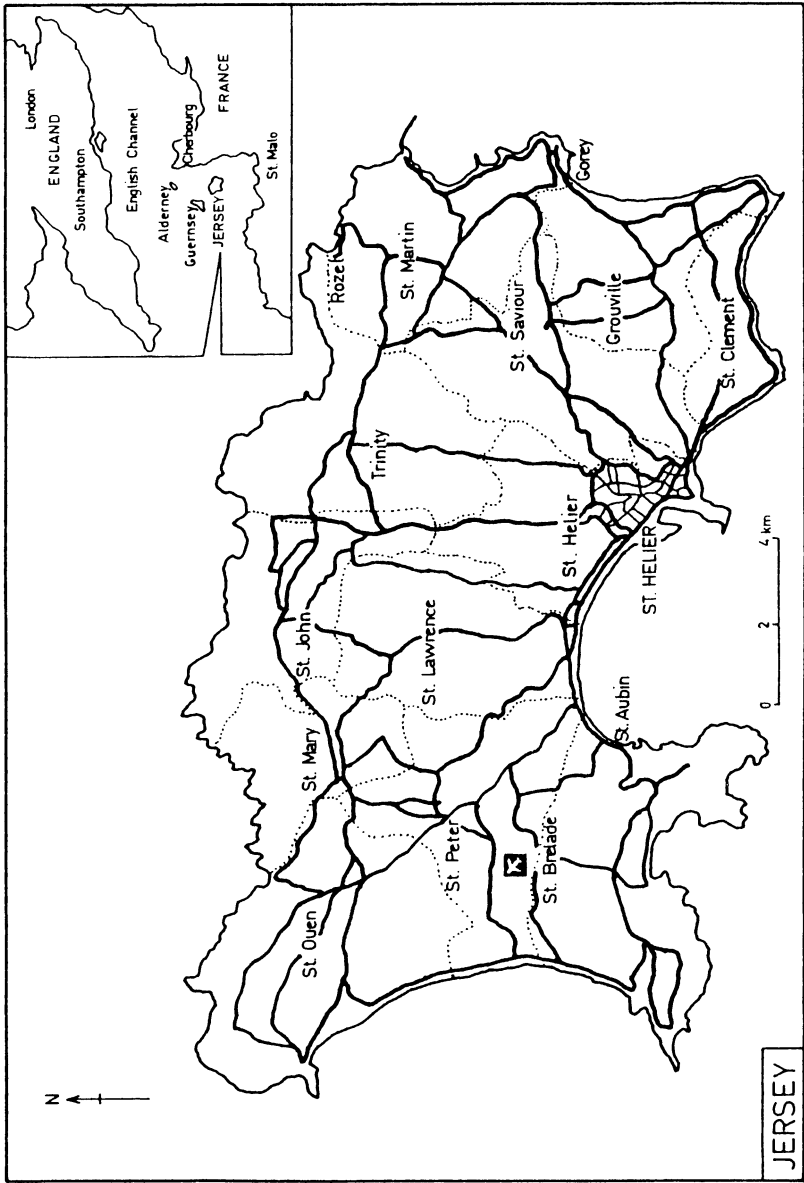 London
ENGLAND
Southampton
English Channel
Alderney
Guernsey
Cherbourg
JERSEY
FRANCE
St. Malo
N
Rozel
St. Martin
Trinity
St. John
St. Mary
St. Ouen
St. Saviour
Gorey
St. Lawrence
St. Peter
Grouville
St. Helier
St. Brelade
St. Clement
St. Aubin
ST. HELIER
0 2 4 km
JERSEY